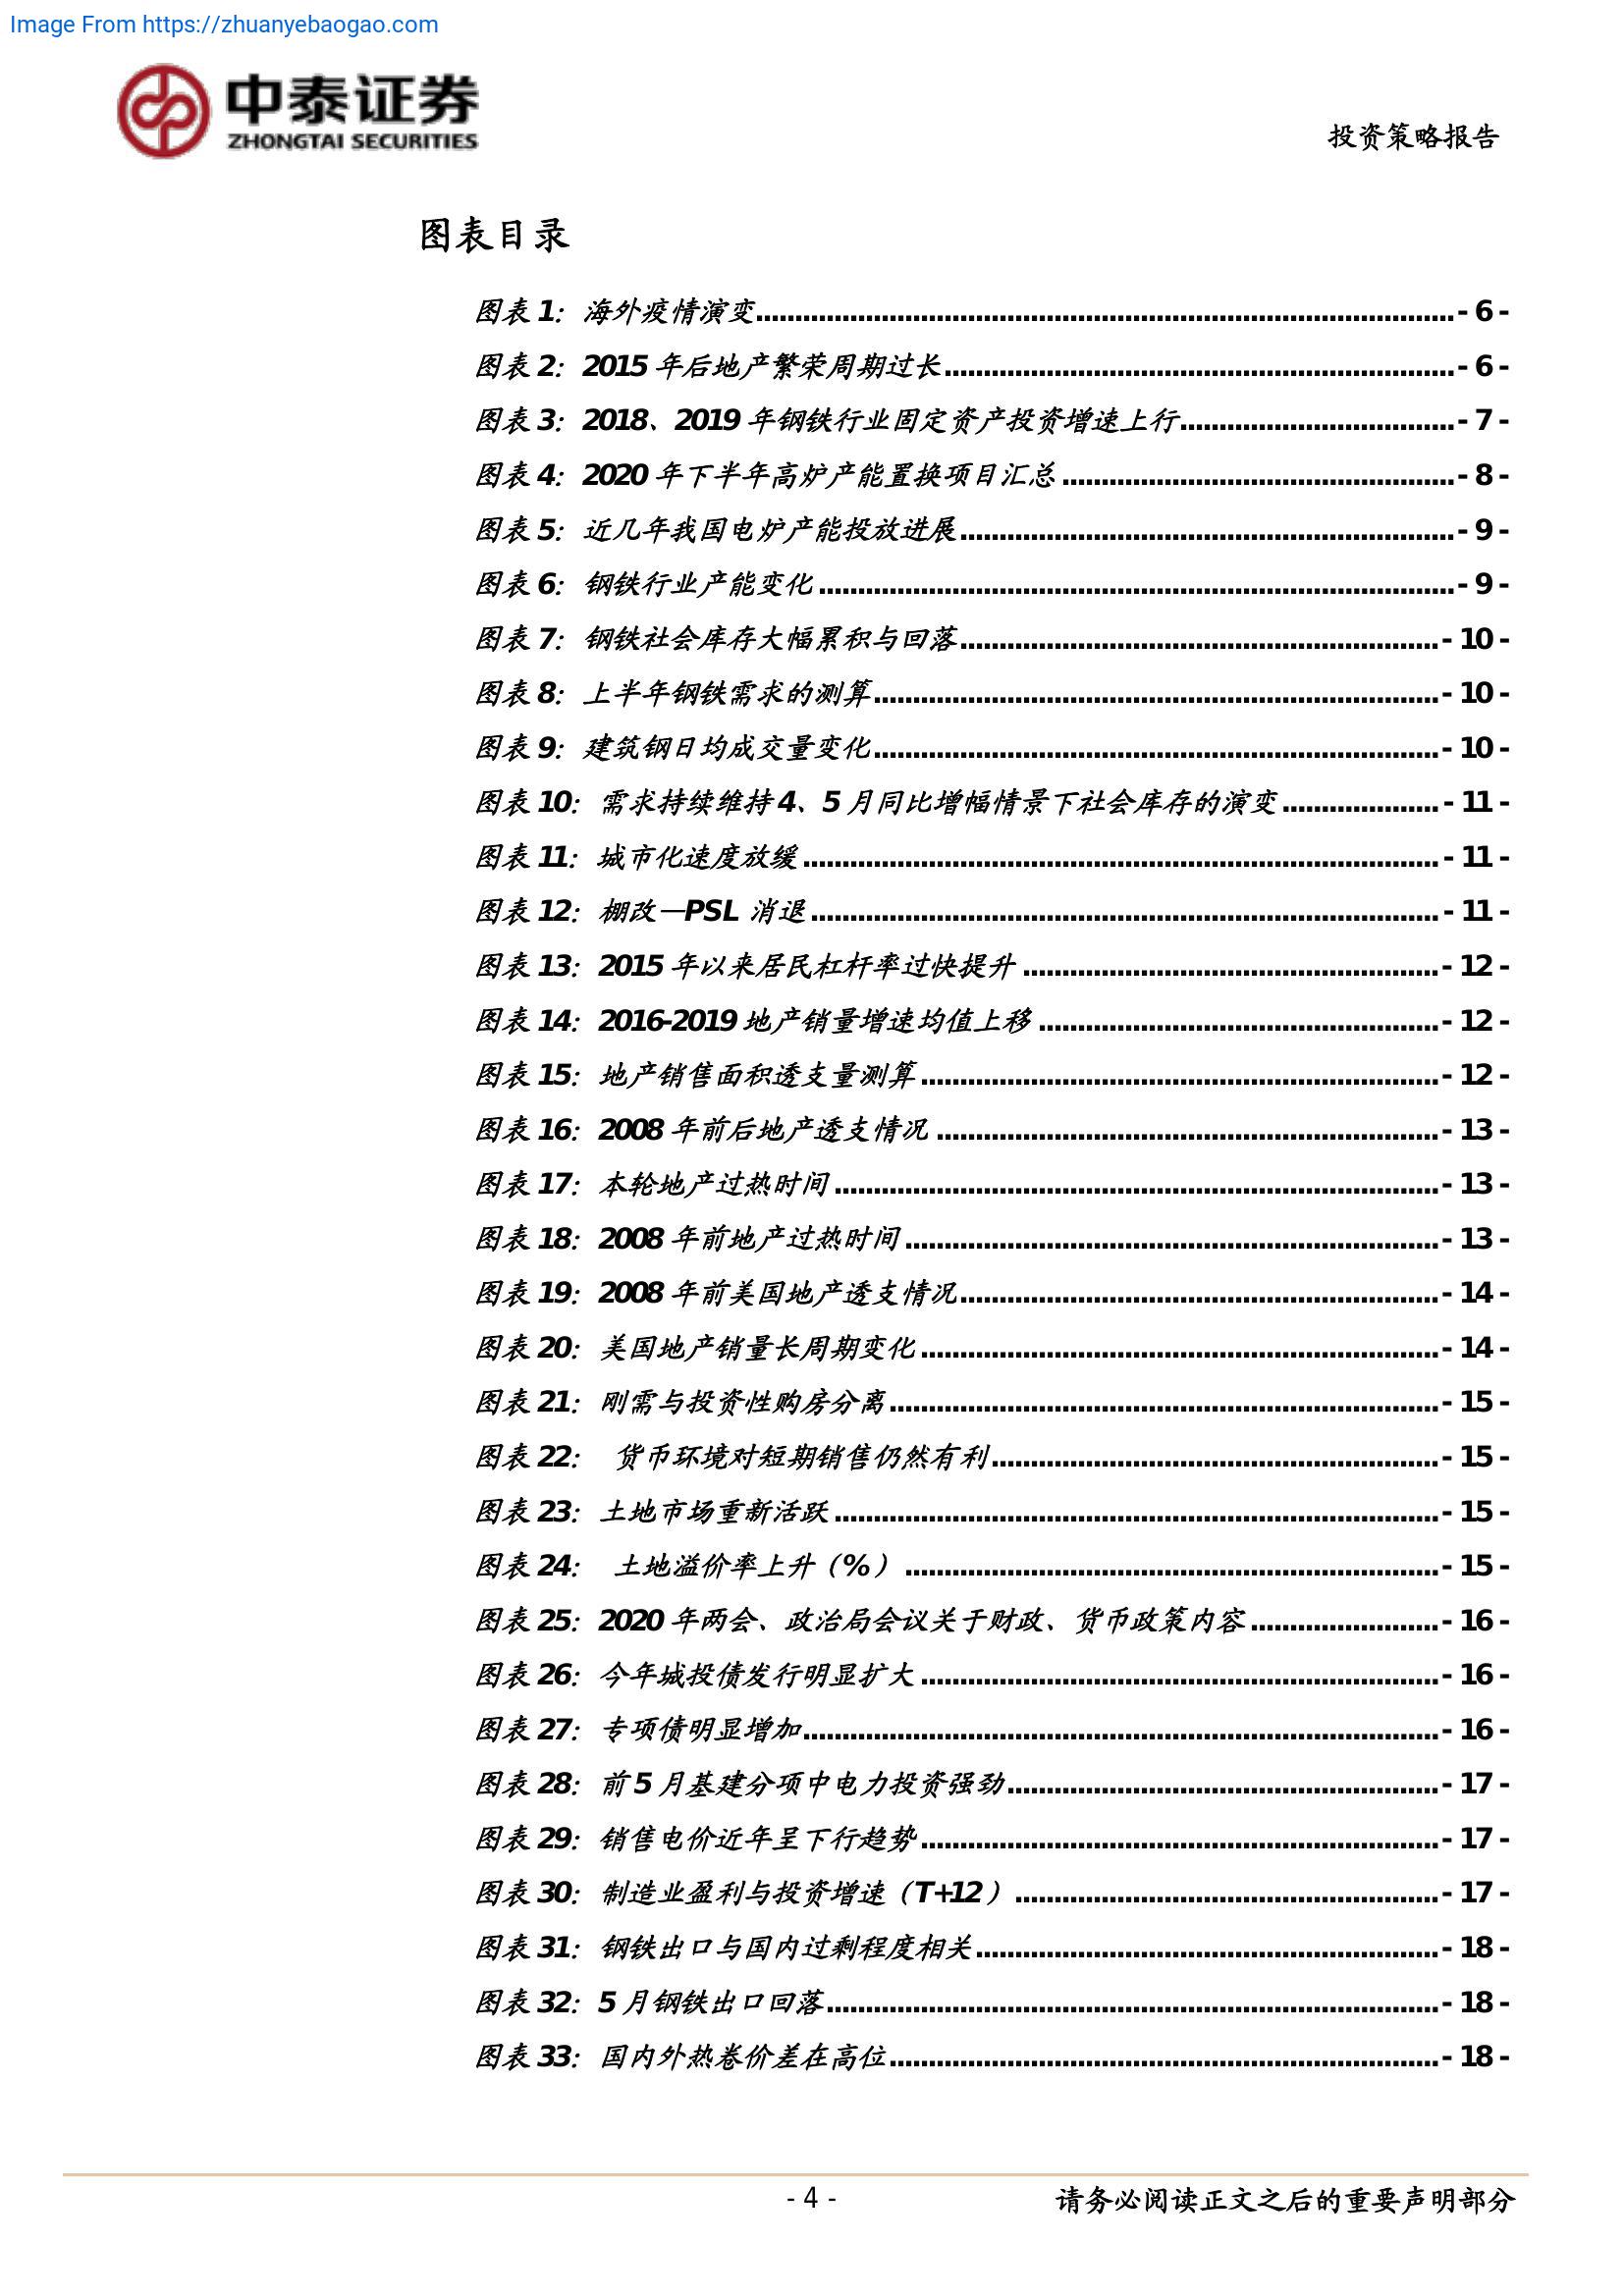 Image From https://zhuanyebaogao.com
中泰证券
ZHONGTAI SECURITIES
投资策略报告
图表目录
图表 1：海外疫情演变 - 6 -
图表 2：2015 年后地产繁荣周期过长 - 6 -
图表 3：2018、2019 年钢铁行业固定资产投资增速上行 - 7 -
图表 4：2020 年下半年高炉产能置换项目汇总 - 8 -
图表 5：近几年我国电炉产能投放进展 - 9 -
图表 6：钢铁行业产能变化 - 9 -
图表 7：钢铁社会库存大幅累积与回落 - 10 -
图表 8：上半年钢铁需求的测算 - 10 -
图表 9：建筑钢日均成交量变化 - 10 -
图表 10：需求持续维持 4、5 月同比增幅情景下社会库存的演变 - 11 -
图表 11：城市化速度放缓 - 11 -
图表 12：棚改—PSL 消退 - 11 -
图表 13：2015 年以来居民杠杆率过快提升 - 12 -
图表 14：2016-2019 地产销量增速均值上移 - 12 -
图表 15：地产销售面积透支量测算 - 12 -
图表 16：2008 年前后地产透支情况 - 13 -
图表 17：本轮地产过热时间 - 13 -
图表 18：2008 年前地产过热时间 - 13 -
图表 19：2008 年前美国地产透支情况 - 14 -
图表 20：美国地产销量长周期变化 - 14 -
图表 21：刚需与投资性购房分离 - 15 -
图表 22： 货币环境对短期销售仍然有利 - 15 -
图表 23：土地市场重新活跃 - 15 -
图表 24： 土地溢价率上升（%） - 15 -
图表 25：2020 年两会、政治局会议关于财政、货币政策内容 - 16 -
图表 26：今年城投债发行明显扩大 - 16 -
图表 27：专项债明显增加 - 16 -
图表 28：前 5 月基建分项中电力投资强劲 - 17 -
图表 29：销售电价近年呈下行趋势 - 17 -
图表 30：制造业盈利与投资增速（T+12） - 17 -
图表 31：钢铁出口与国内过剩程度相关 - 18 -
图表 32：5 月钢铁出口回落 - 18 -
图表 33：国内外热卷价差在高位 - 18 -
- 4 -
请务必阅读正文之后的重要声明部分